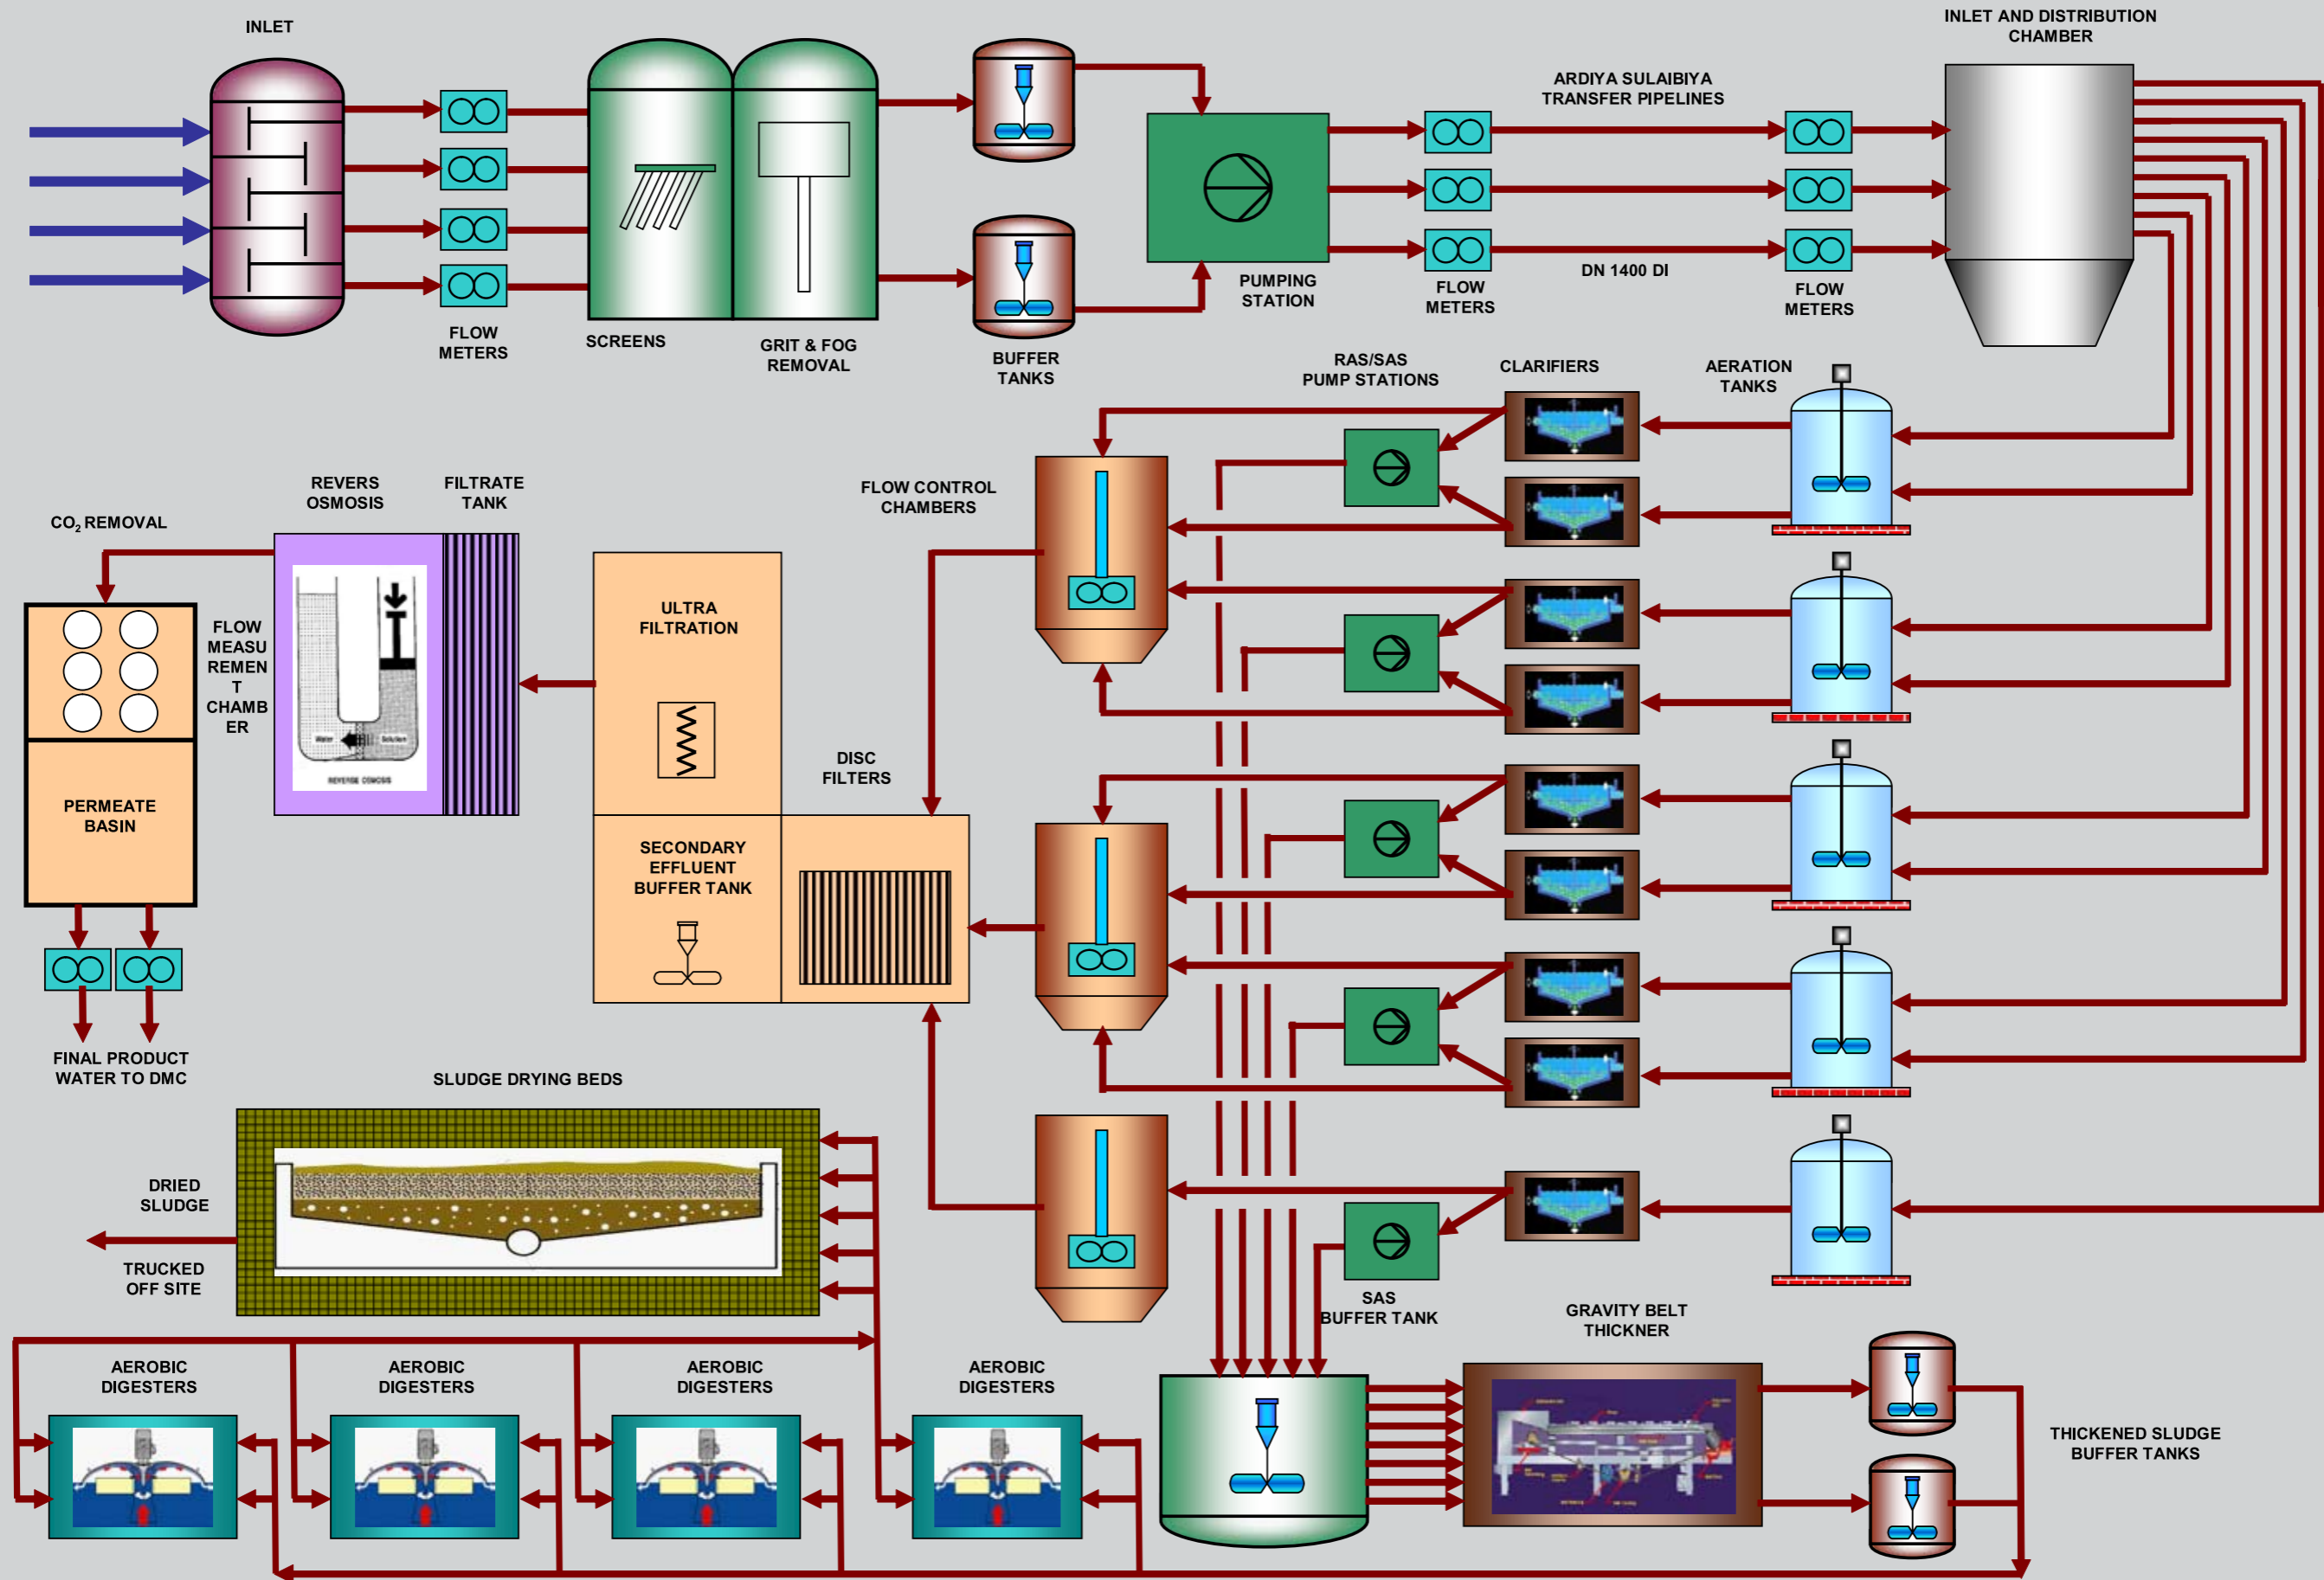 INLET
INLET AND DISTRIBUTION
CHAMBER
ARDIYA SULAIBIYA
TRANSFER PIPELINES
DN 1400 DI
FLOW
METERS
SCREENS
GRIT & FOG
REMOVAL
BUFFER
TANKS
PUMPING
STATION
FLOW
METERS
FLOW
METERS
RAS/SAS
PUMP STATIONS
CLARIFIERS
AERATION
TANKS
REVERS
OSMOSIS
FILTRATE
TANK
FLOW CONTROL
CHAMBERS
CO2 REMOVAL
FLOW
MEASU
REMEN
T
CHAMB
ER
ULTRA
FILTRATION
Water
Solution
REVERSE OSMOSIS
DISC
FILTERS
PERMEATE
BASIN
SECONDARY
EFFLUENT
BUFFER TANK
FINAL PRODUCT
WATER TO DMC
SLUDGE DRYING BEDS
DRIED
SLUDGE
TRUCKED
OFF SITE
SAS
BUFFER TANK
GRAVITY BELT
THICKNER
AEROBIC
DIGESTERS
AEROBIC
DIGESTERS
AEROBIC
DIGESTERS
AEROBIC
DIGESTERS
THICKENED SLUDGE
BUFFER TANKS